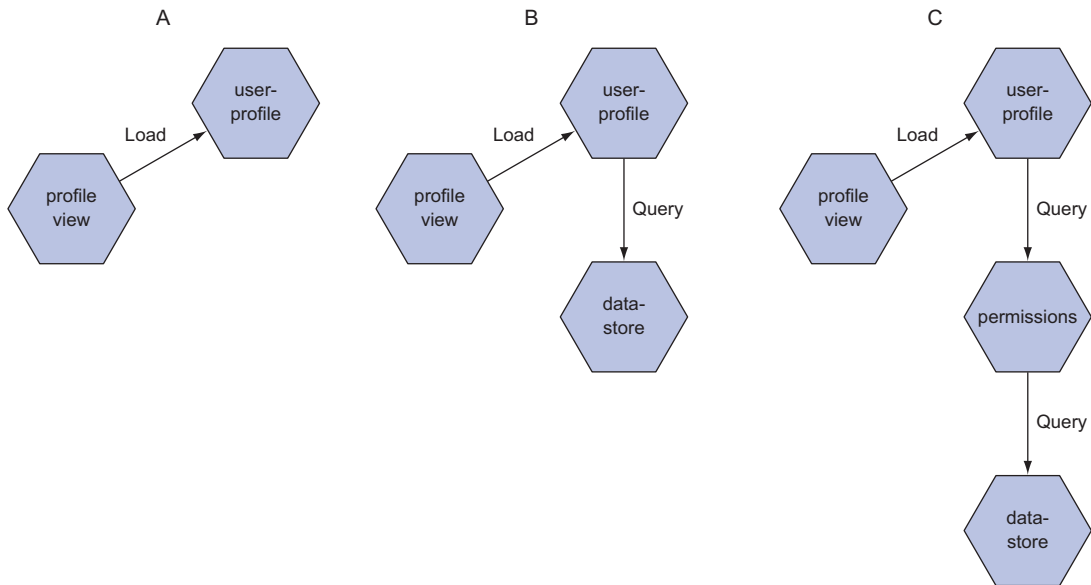 A
user-
profile
Load
profile
view
B
user-
profile
Load
profile
view
Query
data-
store
C
user-
profile
Load
profile
view
Query
permissions
Query
data-
store